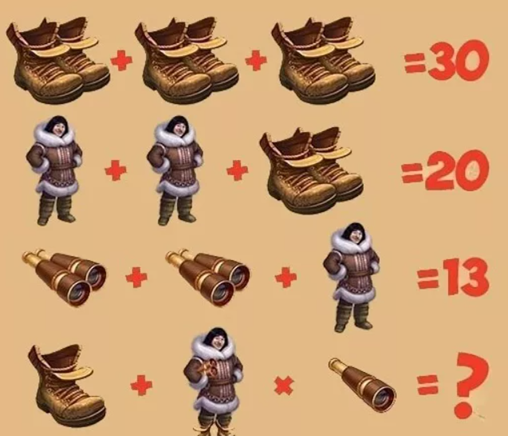 + + =30
+ + =20
+ + =13
+ × =?